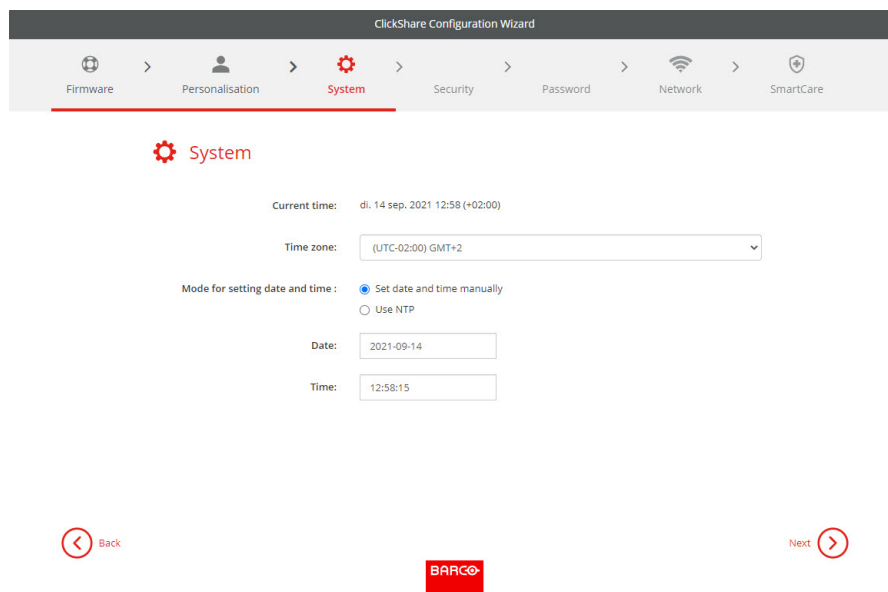 ClickShare Configuration Wizard
Firmware Personalisation System Security Password Network SmartCare
System
Current time: di. 14 sep. 2021 12:58 (+02:00)
Time zone: (UTC-02:00) GMT+2
Mode for setting date and time : Set date and time manually
Use NTP
Date: 2021-09-14
Time: 12:58:15
Back Next
BARCO